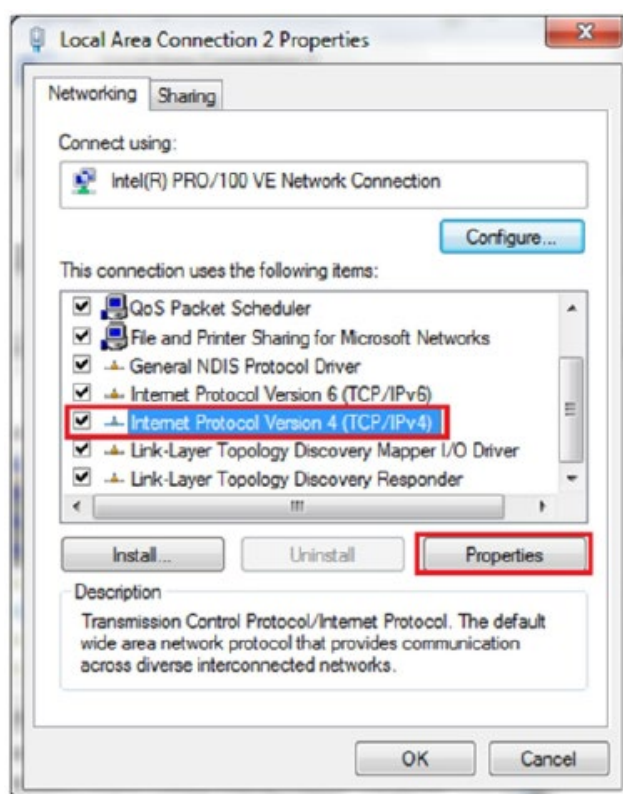 Local Area Connection 2 Properties
Networking
Sharing
Connect using:
Intel(R) PRO/100 VE Network Connection
Configure...
This connection uses the following items:
QoS Packet Scheduler
File and Printer Sharing for Microsoft Networks
General NDIS Protocol Driver
Internet Protocol Version 6 (TCP/IPv6)
Internet Protocol Version 4 (TCP/IPv4)
Link-Layer Topology Discovery Mapper I/O Driver
Link-Layer Topology Discovery Responder
Install...
Uninstall
Properties
Description
Transmission Control Protocol/Internet Protocol. The default
wide area network protocol that provides communication
across diverse interconnected networks.
OK
Cancel